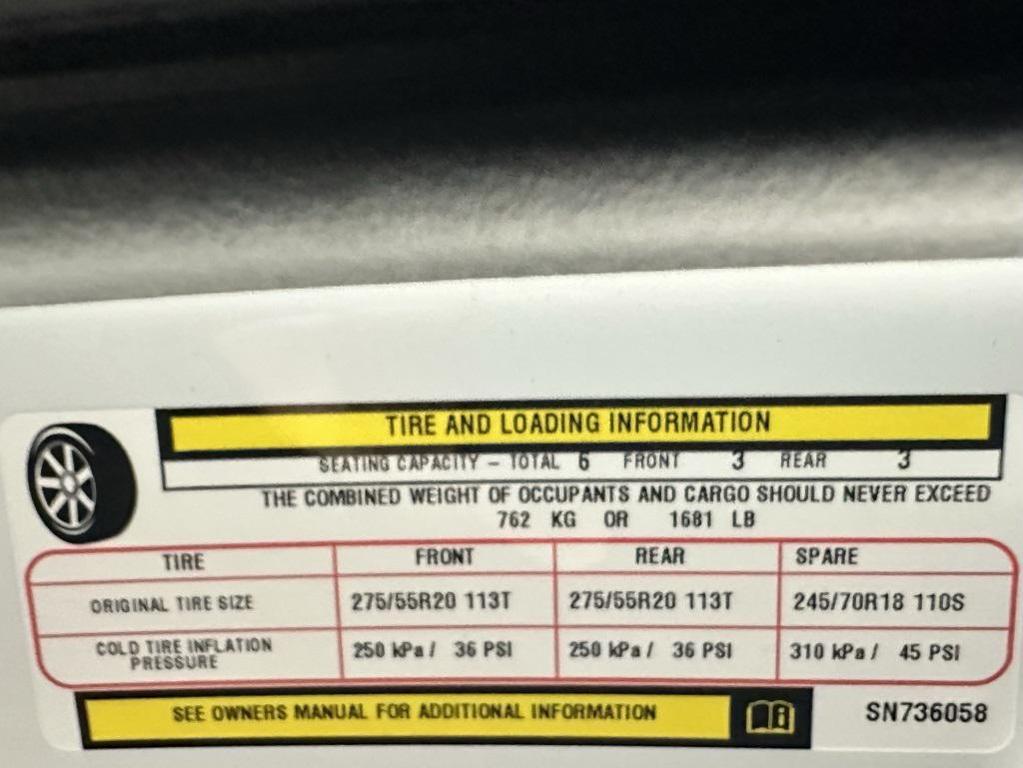 TIRE AND LOADING INFORMATION
SEATING CAPACITY – TOTAL 6 FRONT 3 REAR 3
THE COMBINED WEIGHT OF OCCUPANTS AND CARGO SHOULD NEVER EXCEED
762 KG OR 1681 LB
TIRE FRONT REAR SPARE
ORIGINAL TIRE SIZE 275/55R20 113T 275/55R20 113T 245/70R18 110S
COLD TIRE INFLATION
PRESSURE 250 kPa / 36 PSI 250 kPa / 36 PSI 310 kPa / 45 PSI
SEE OWNERS MANUAL FOR ADDITIONAL INFORMATION SN736058